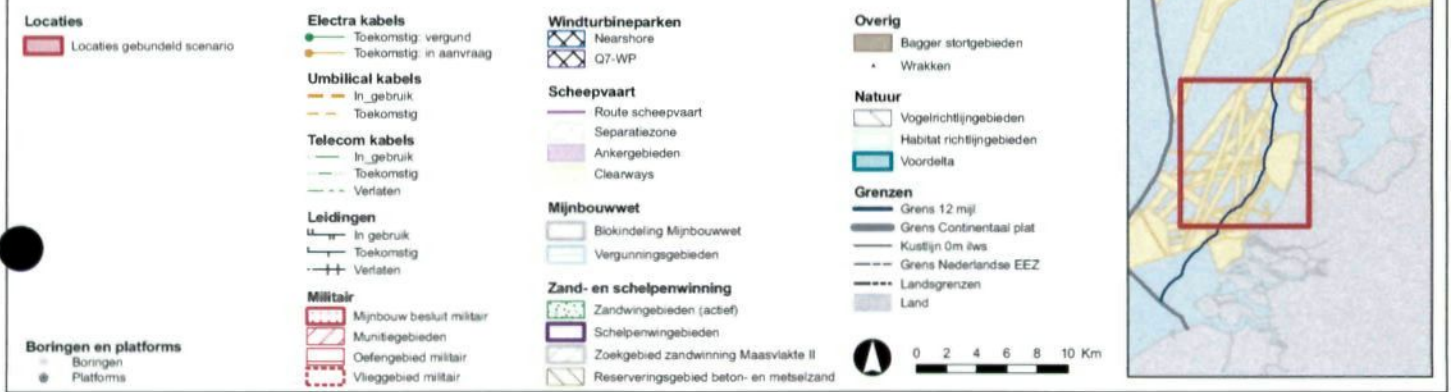 Locaties
Locaties gebundeld scenario
Boringen en platforms
Boringen
Platforms
Electra kabels
Toekomstig: vergund
Toekomstig: in aanvraag
Umbilical kabels
In_gebruik
Toekomstig
Telecom kabels
In_gebruik
Toekomstig
Verlaten
Leidingen
In gebruik
Toekomstig
Verlaten
Militair
Mijnbouw besluit militair
Munitiegebieden
Oefengebied militair
Vlieggebied militair
Windturbineparken
Nearshore
Q7-WP
Scheepvaart
Route scheepvaart
Separatiezone
Ankergebieden
Clearways
Mijnbouwwet
Blokindeling Mijnbouwwet
Vergunningsgebieden
Zand- en schelpenwinning
Zandwingebieden (actief)
Schelpenwingebieden
Zoekgebied zandwinning Maasvlakte II
Reserveringsgebied beton- en metselzand
Overig
Bagger stortgebieden
Wrakken
Natuur
Vogelrichtlijngebieden
Habitat richtlijngebieden
Voordelta
Grenzen
Grens 12 mijl
Grens Continentaal plat
Kustlijn 0m ilws
Grens Nederlandse EEZ
Landsgrenzen
Land
0 2 4 6 8 10 Km